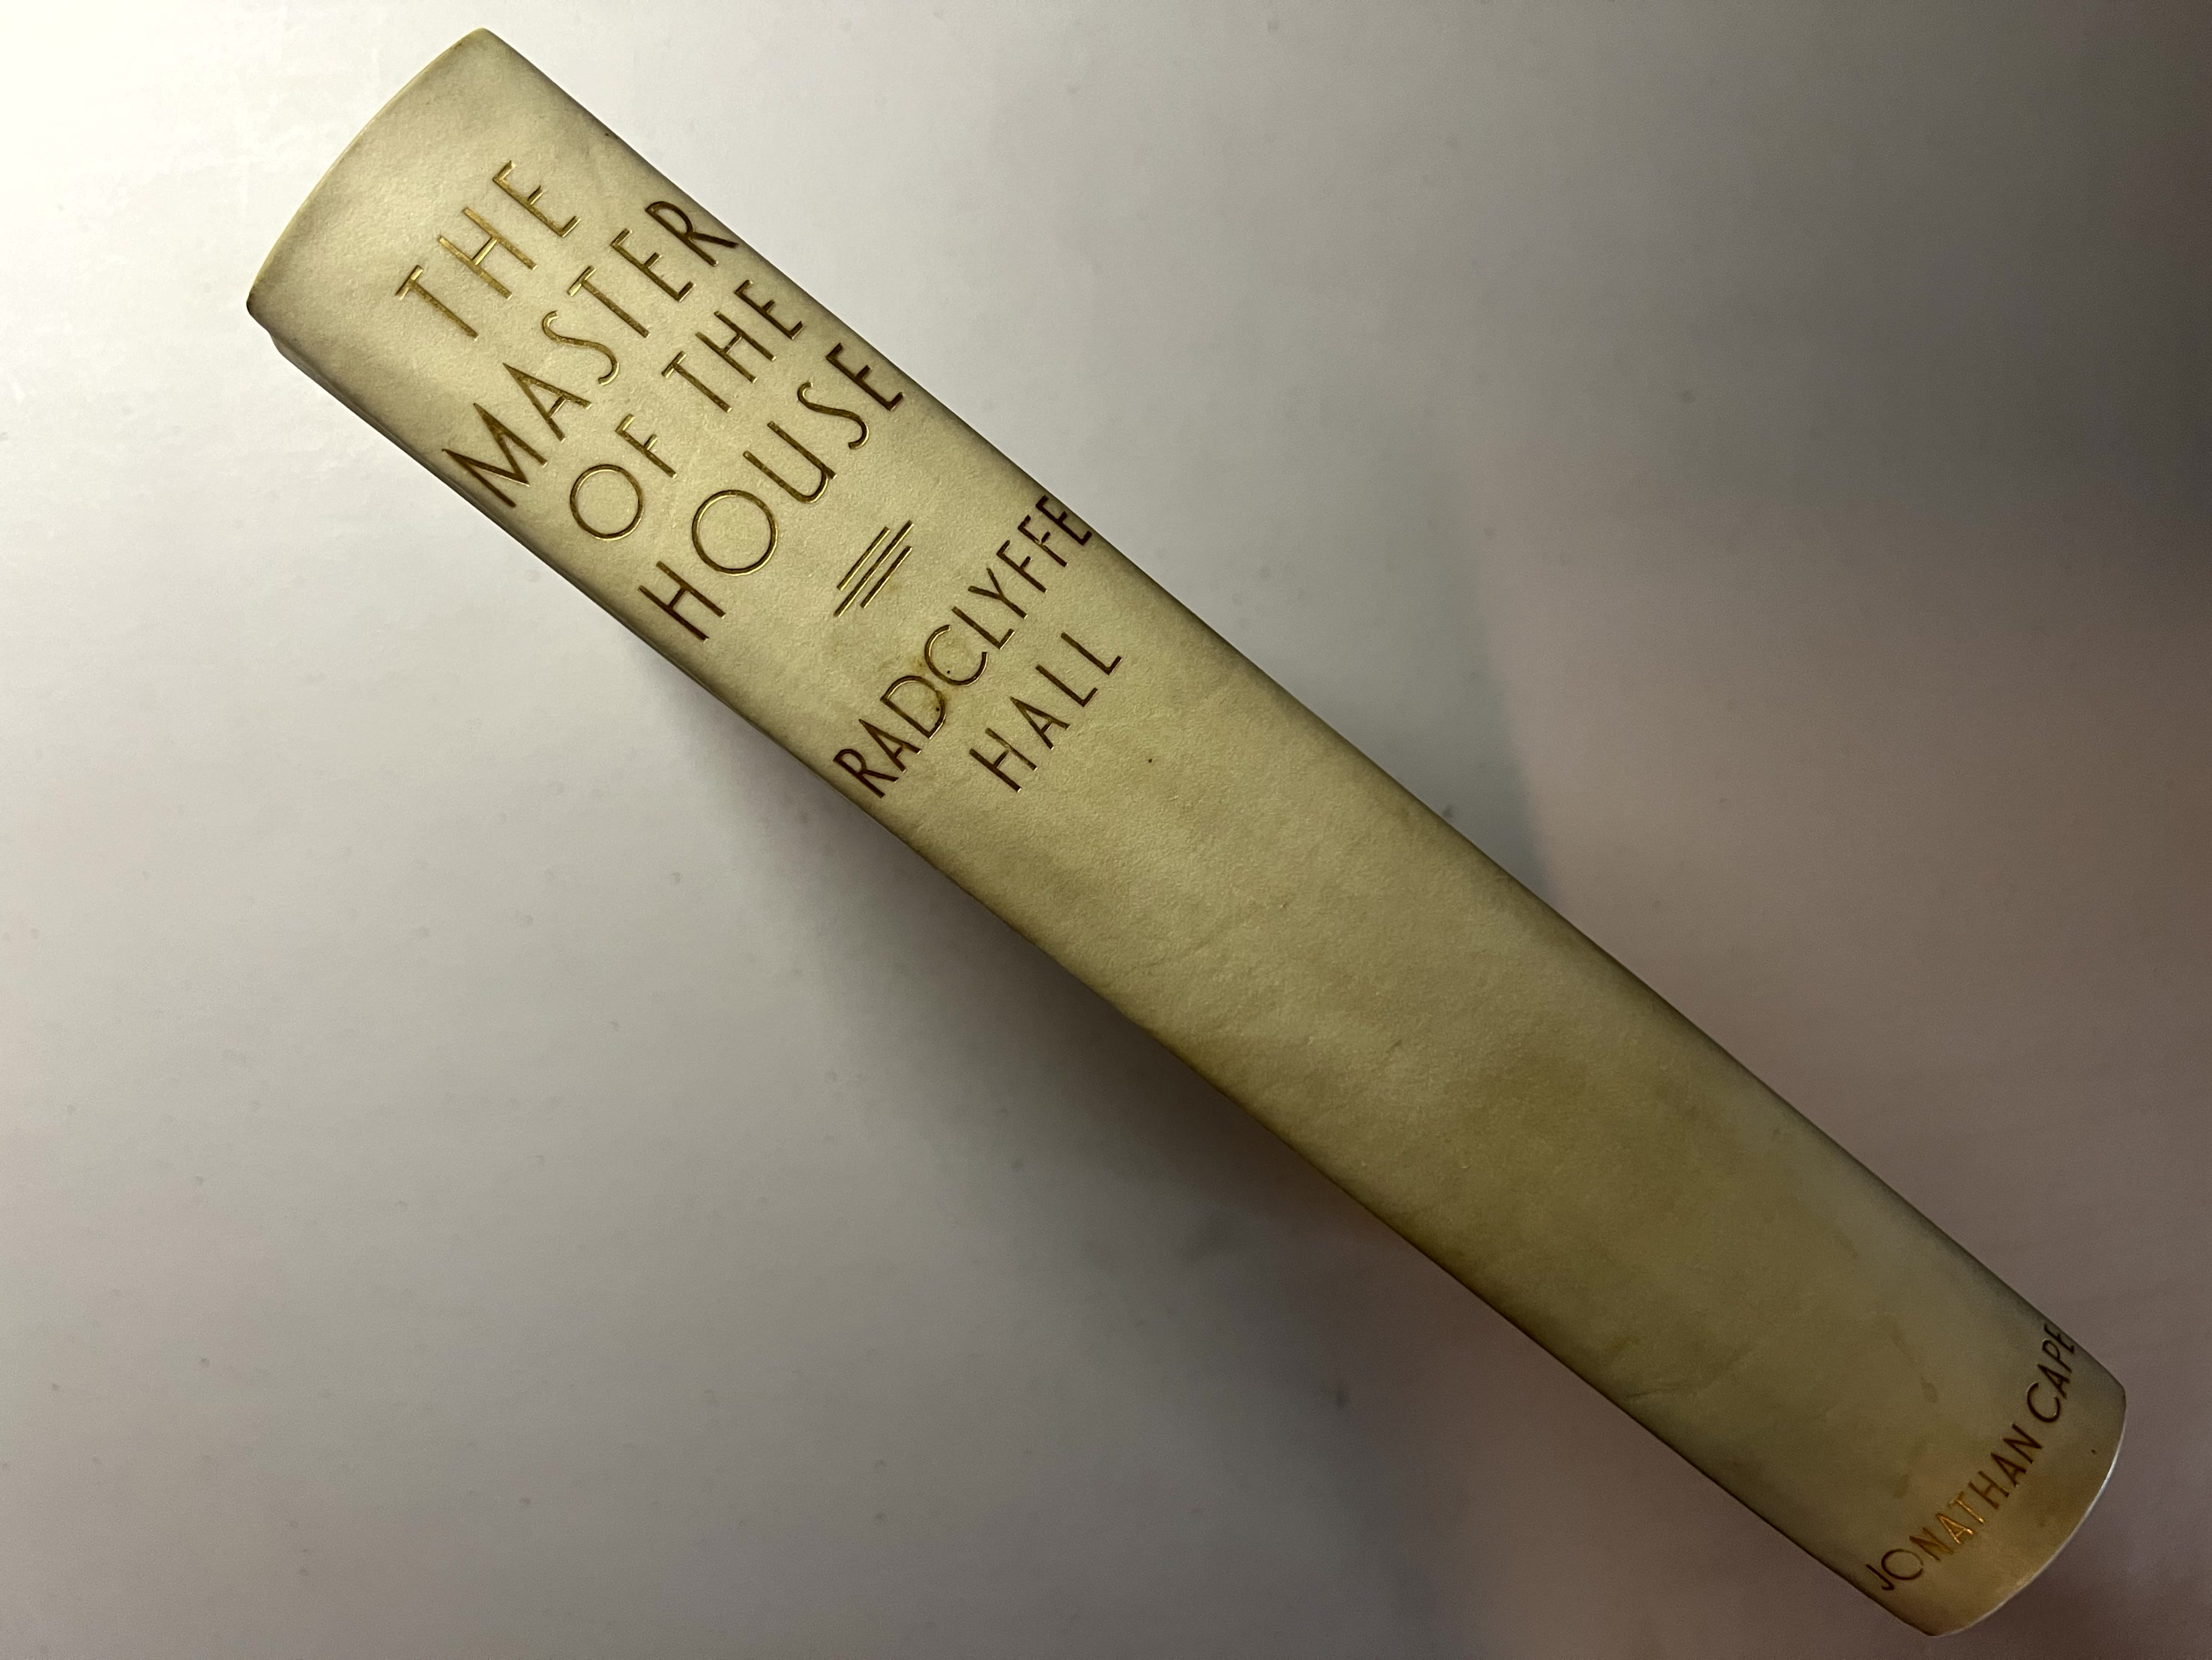 THE
MASTER
OF THE
HOUSE
RADCLYFFE
HALL
JONATHAN CAPE